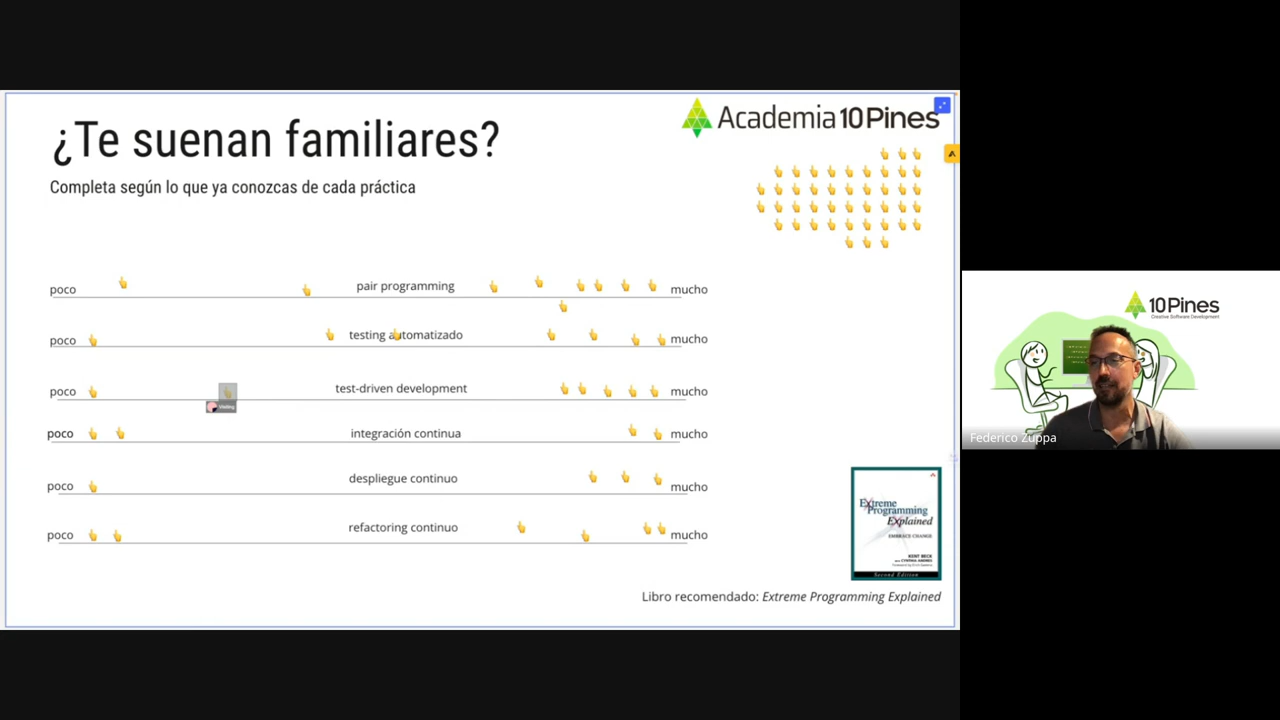 ¿Te suenan familiares?
Academia 10Pines
Completa según lo que ya conozcas de cada práctica
poco pair programming mucho
poco testing automatizado mucho
poco test-driven development mucho
poco integración continua mucho
poco despliegue continuo mucho
poco refactoring continuo mucho
Extreme
Programming
Explained
EMBRACE CHANGE
KENT BECK
Second Edition
Libro recomendado: Extreme Programming Explained
10Pines
Creative Software Development
Federico Zuppa